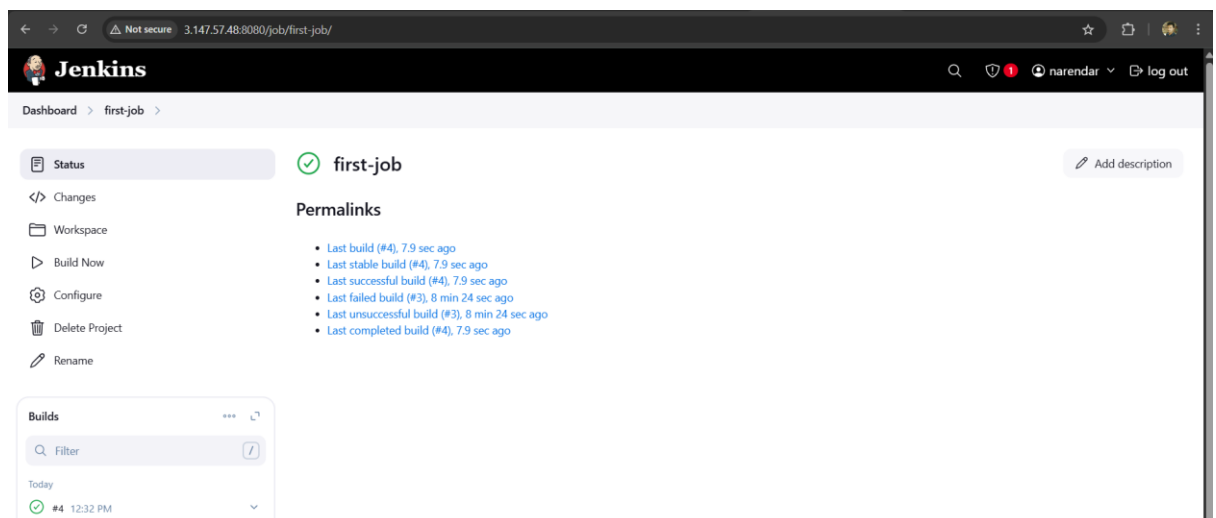 Not secure 3.147.57.48:8080/job/first-job/
Jenkins 1 narendar log out
Dashboard > first-job >
Status
first-job
Add description
</> Changes
Permalinks
Workspace
Last build (#4), 7.9 sec ago
Build Now
Last stable build (#4), 7.9 sec ago
Last successful build (#4), 7.9 sec ago
Configure
Last failed build (#3), 8 min 24 sec ago
Last unsuccessful build (#3), 8 min 24 sec ago
Delete Project
Last completed build (#4), 7.9 sec ago
Rename
Builds
Filter /
Today
#4 12:32 PM